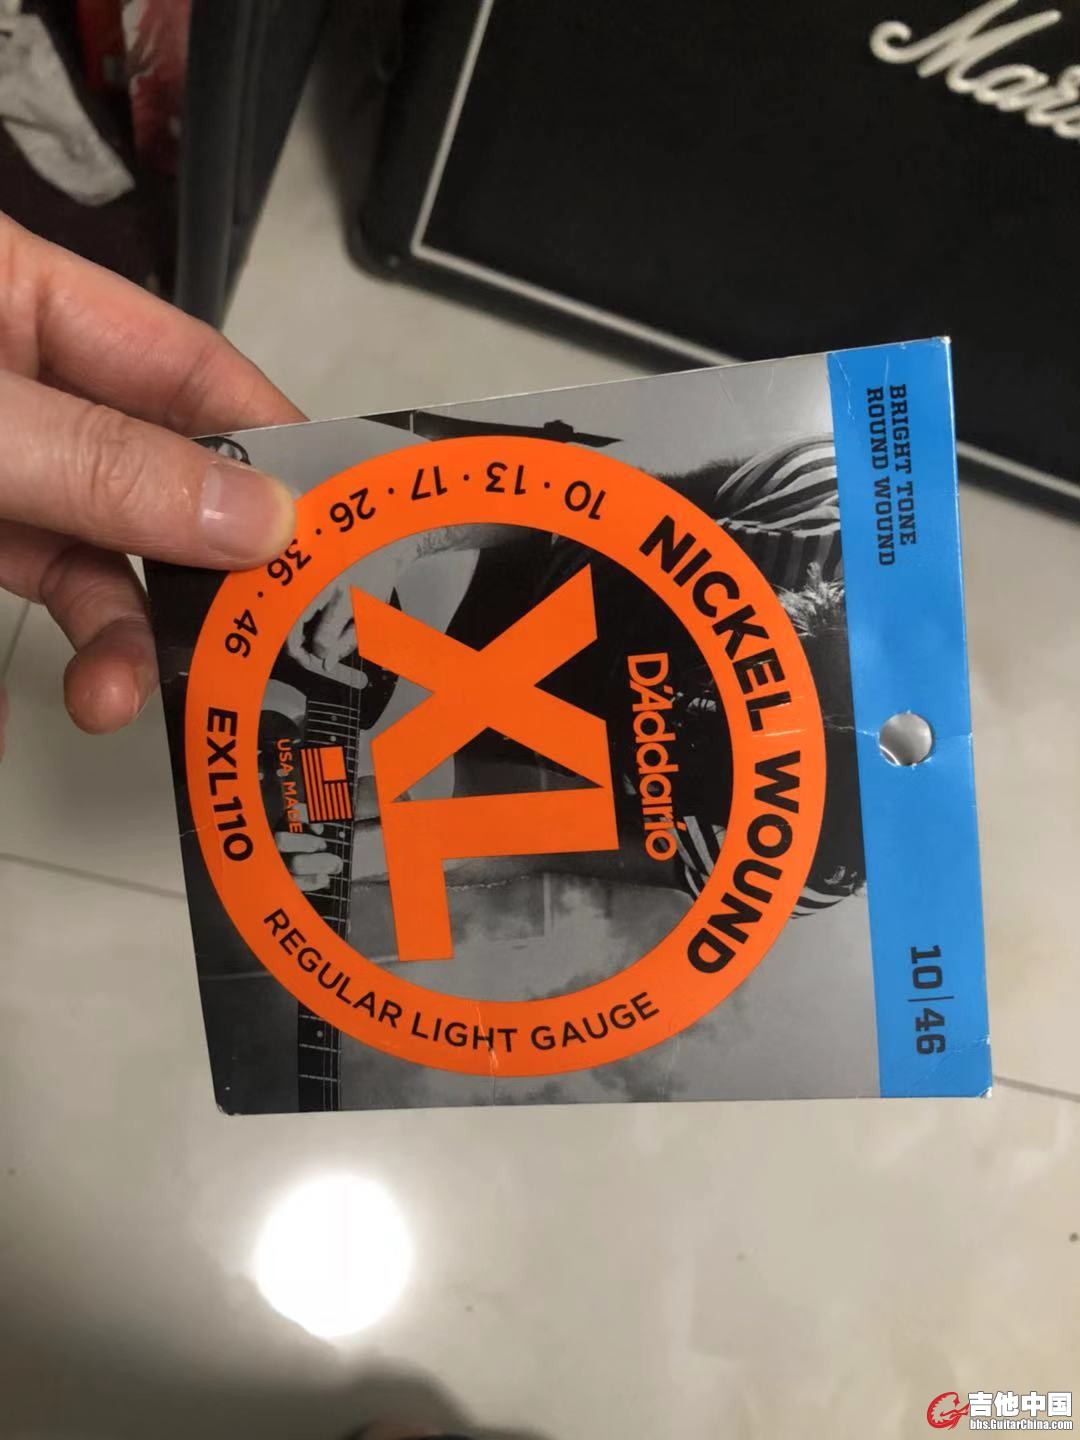 Mars
BRIGHT TONE
ROUND WOUND
10|46
NICKEL WOUND
D'Addario
XL
USA MADE
10 · 13 · 17 · 26 · 36 · 46
EXL110
REGULAR LIGHT GAUGE
吉他中国
bbs.GuitarChina.com